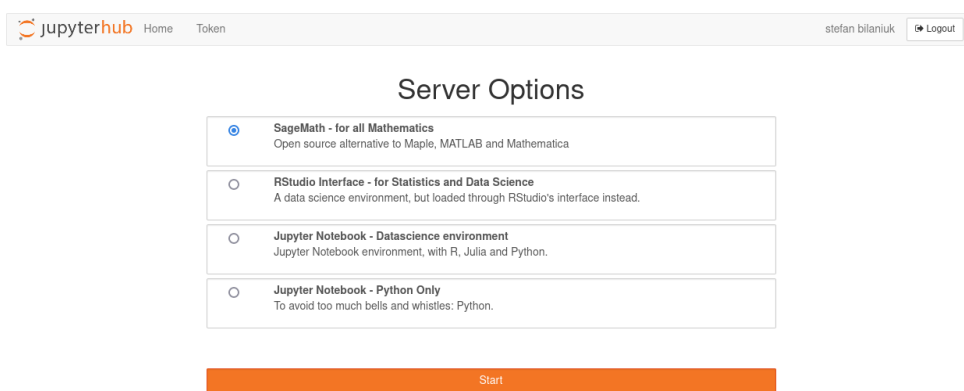 jupyterhub Home Token stefan bilaniuk Logout
Server Options
SageMath - for all Mathematics
Open source alternative to Maple, MATLAB and Mathematica
RStudio Interface - for Statistics and Data Science
A data science environment, but loaded through RStudio's interface instead.
Jupyter Notebook - Datascience environment
Jupyter Notebook environment, with R, Julia and Python.
Jupyter Notebook - Python Only
To avoid too much bells and whistles: Python.
Start